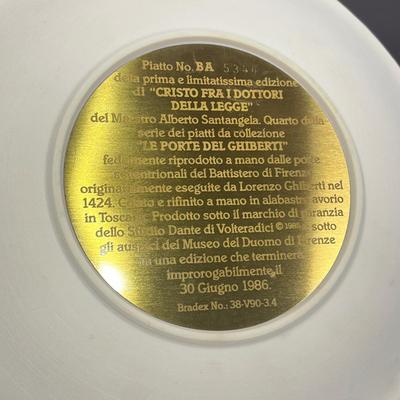 Piatto No. BA 5344
della prima e limitatissima edizione
di "CRISTO FRA I DOTTORI
DELLA LEGGE"
del Maestro Alberto Santangela. Quarto della
serie dei piatti da collezione
"LE PORTE DEL GHIBERTI"
fedelmente riprodotto a mano dalle porte
settentrionali del Battistero di Firenze
originariamente eseguite da Lorenzo Ghiberti nel
1424. Creato e rifinito a mano in alabastro avorio
in Toscana. Prodotto sotto il marchio di garanzia
dello Studio Dante di Volteradici © 1985 e sotto
gli auspici del Museo del Duomo di Firenze
in una edizione che terminerà
improrogabilmente il
30 Giugno 1986.
Bradex No.: 38-V90-3.4